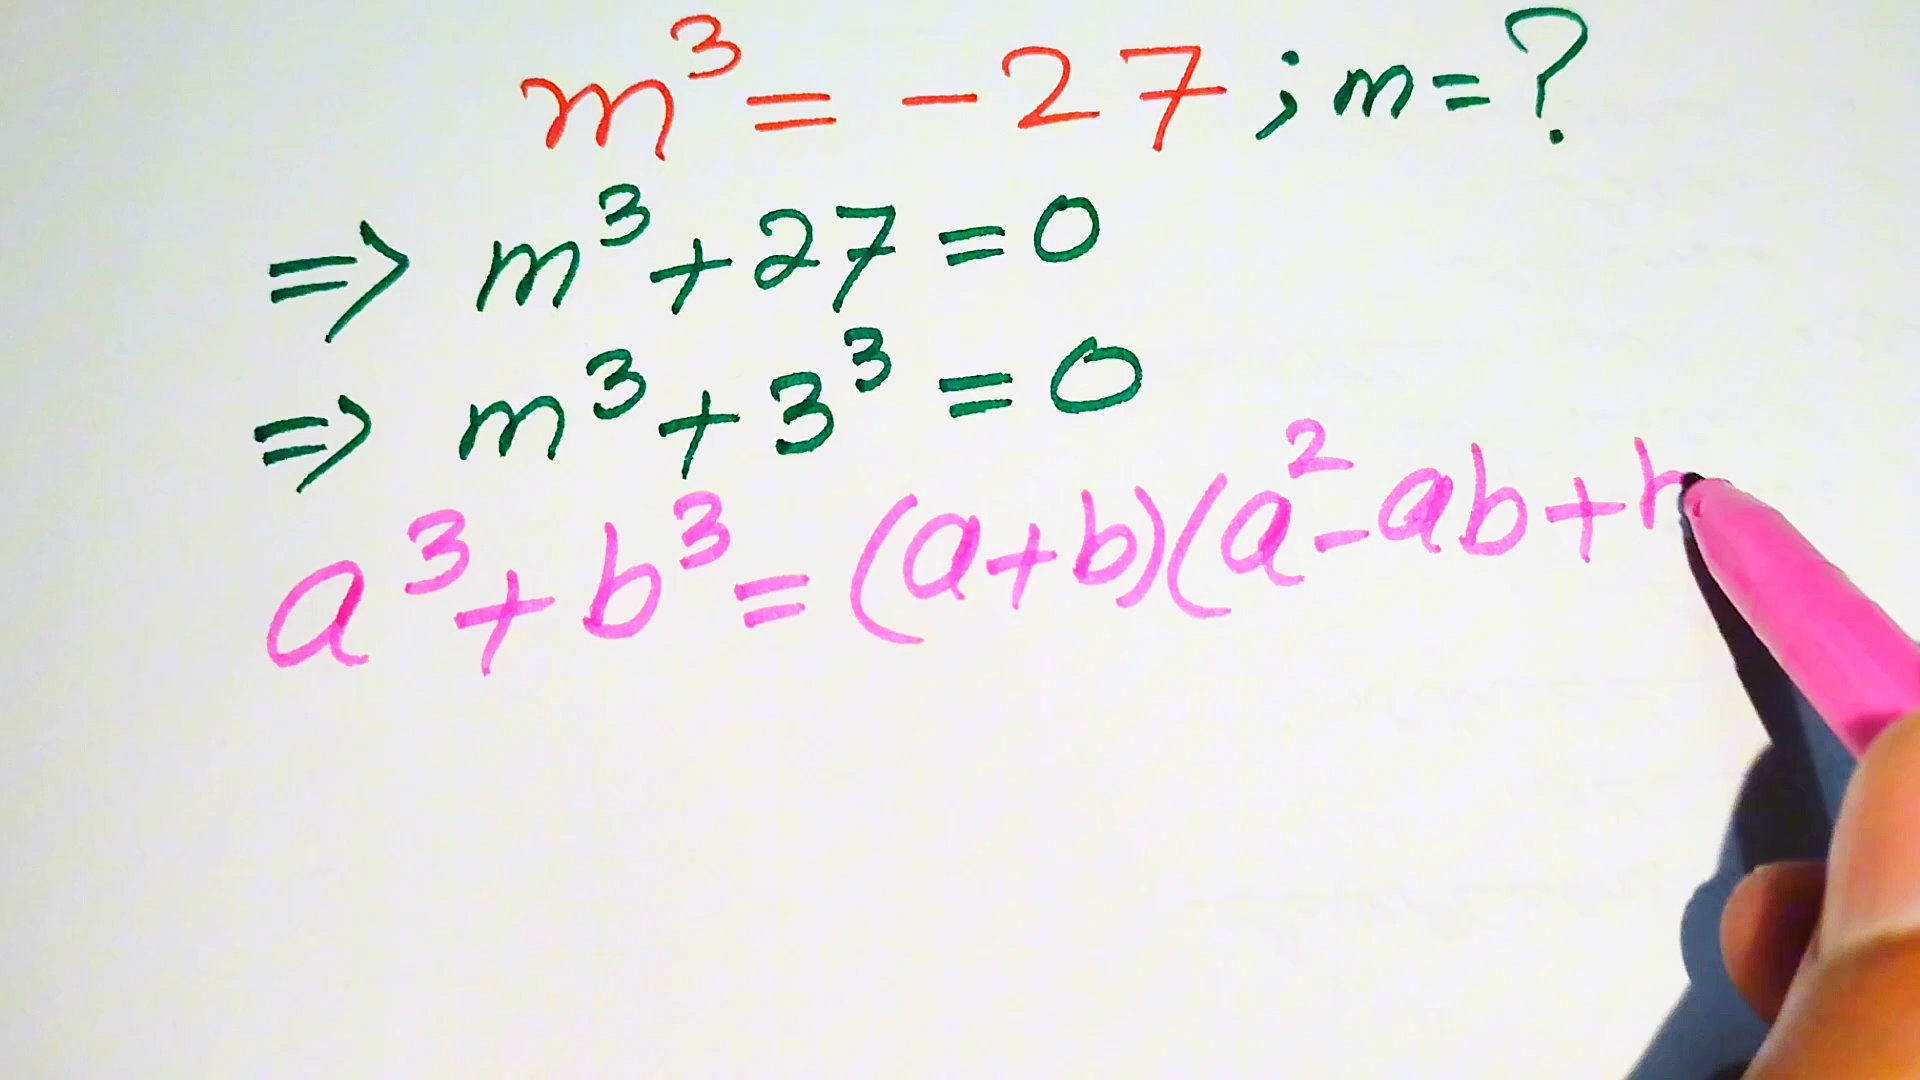 m³ = -27 ; m = ?
⇒ m³ + 27 = 0
⇒ m³ + 3³ = 0
a³ + b³ = (a+b)(a² - ab +